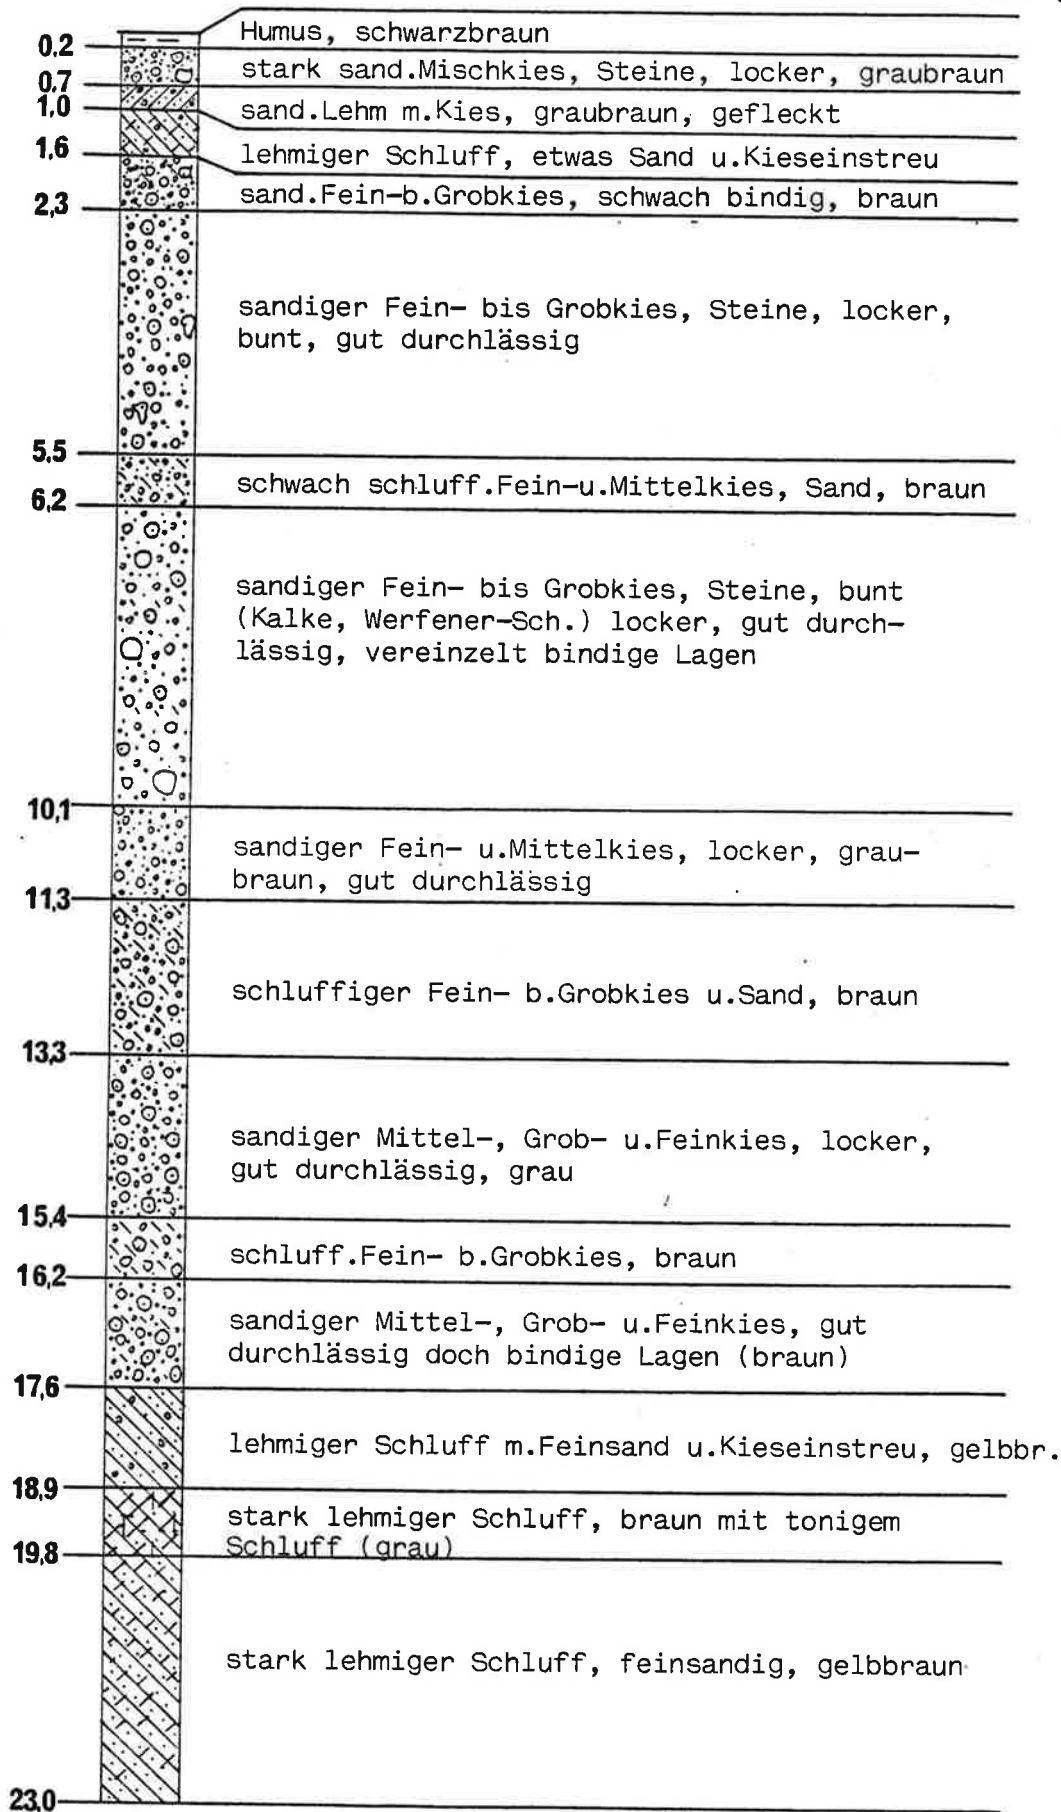 Humus, schwarzbraun
0,2
stark sand.Mischkies, Steine, locker, graubraun
0,7
sand.Lehm m.Kies, graubraun, gefleckt
1,0
lehmiger Schluff, etwas Sand u.Kieseinstreu
1,6
sand.Fein-b.Grobkies, schwach bindig, braun
2,3
sandiger Fein- bis Grobkies, Steine, locker,
bunt, gut durchlässig
5,5
schwach schluff.Fein-u.Mittelkies, Sand, braun
6,2
sandiger Fein- bis Grobkies, Steine, bunt
(Kalke, Werfener-Sch.) locker, gut durch-
lässig, vereinzelt bindige Lagen
10,1
sandiger Fein- u.Mittelkies, locker, grau-
braun, gut durchlässig
11,3
schluffiger Fein- b.Grobkies u.Sand, braun
13,3
sandiger Mittel-, Grob- u.Feinkies, locker,
gut durchlässig, grau
15,4
schluff.Fein- b.Grobkies, braun
16,2
sandiger Mittel-, Grob- u.Feinkies, gut
durchlässig doch bindige Lagen (braun)
17,6
lehmiger Schluff m.Feinsand u.Kieseinstreu, gelbbr.
18,9
stark lehmiger Schluff, braun mit tonigem
Schluff (grau)
19,8
stark lehmiger Schluff, feinsandig, gelbbraun
23,0